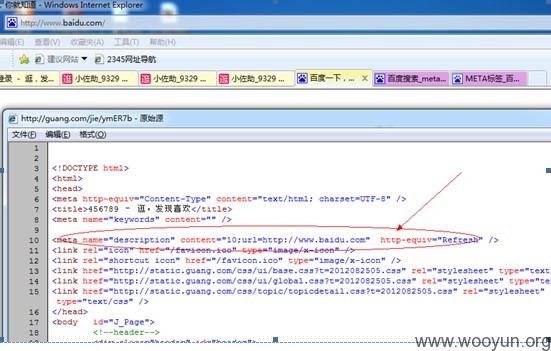 你就知道 - Windows Internet Explorer
http://www.baidu.com/
编辑(E) 查看(V) 收藏夹(A) 工具(T) 帮助(H)
建议网站 2345网址导航
登录 - 逛，发... 小佐助_9329 小佐助_9329 小佐助_9329 百度一下，... X 百度搜索_meta... META标签_百...
http://guang.com/jie/ymER7b - 原始源
文件(F) 编辑(E) 格式(O)
1
2
3 <!DOCTYPE html>
4 <html>
5 <head>
6 <meta http-equiv="Content-Type" content="text/html; charset=UTF-8" />
7 <title>456789 - 逛，发现喜欢</title>
8 <meta name="keywords" content="" />
9
10 <meta name="description" content="10;url=http://www.baidu.com" http-equiv="Refresh" />
11 <link rel="icon" href="/favicon.ico" type="image/x-icon" />
12 <link rel="shortcut icon" href="/favicon.ico" type="image/x-icon" />
13 <link href="http://static.guang.com/css/ui/base.css?t=2012082505.css" rel="stylesheet" type="text
14 <link href="http://static.guang.com/css/ui/global.css?t=2012082505.css" rel="stylesheet" type="te
15 <link href="http://static.guang.com/css/topic/topicdetail.css?t=2012082505.css" rel="stylesheet"
type="text/css" />
16 </head>
17 <body id="J_Page">
18 <!--header-->
19 <div class="header" id="header">
www.wooyun.org